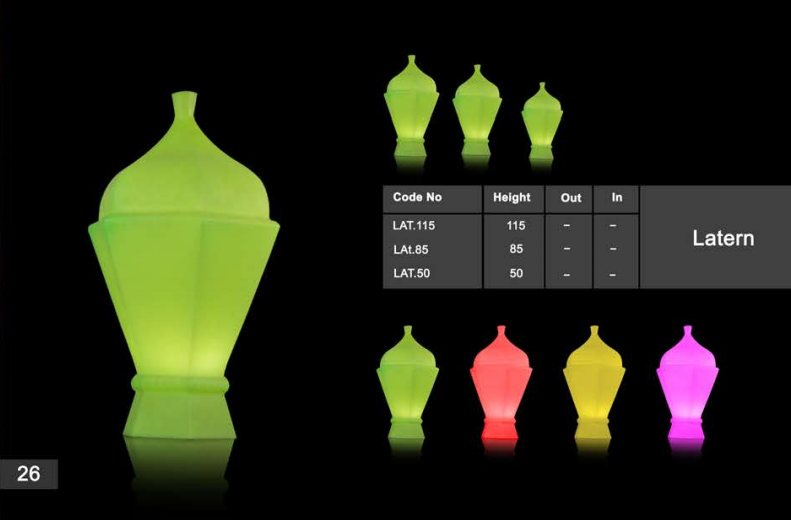 Code No Height Out In
LAT.115 115 – –
LAt.85 85 – –
LAT.50 50 – –
Latern
26